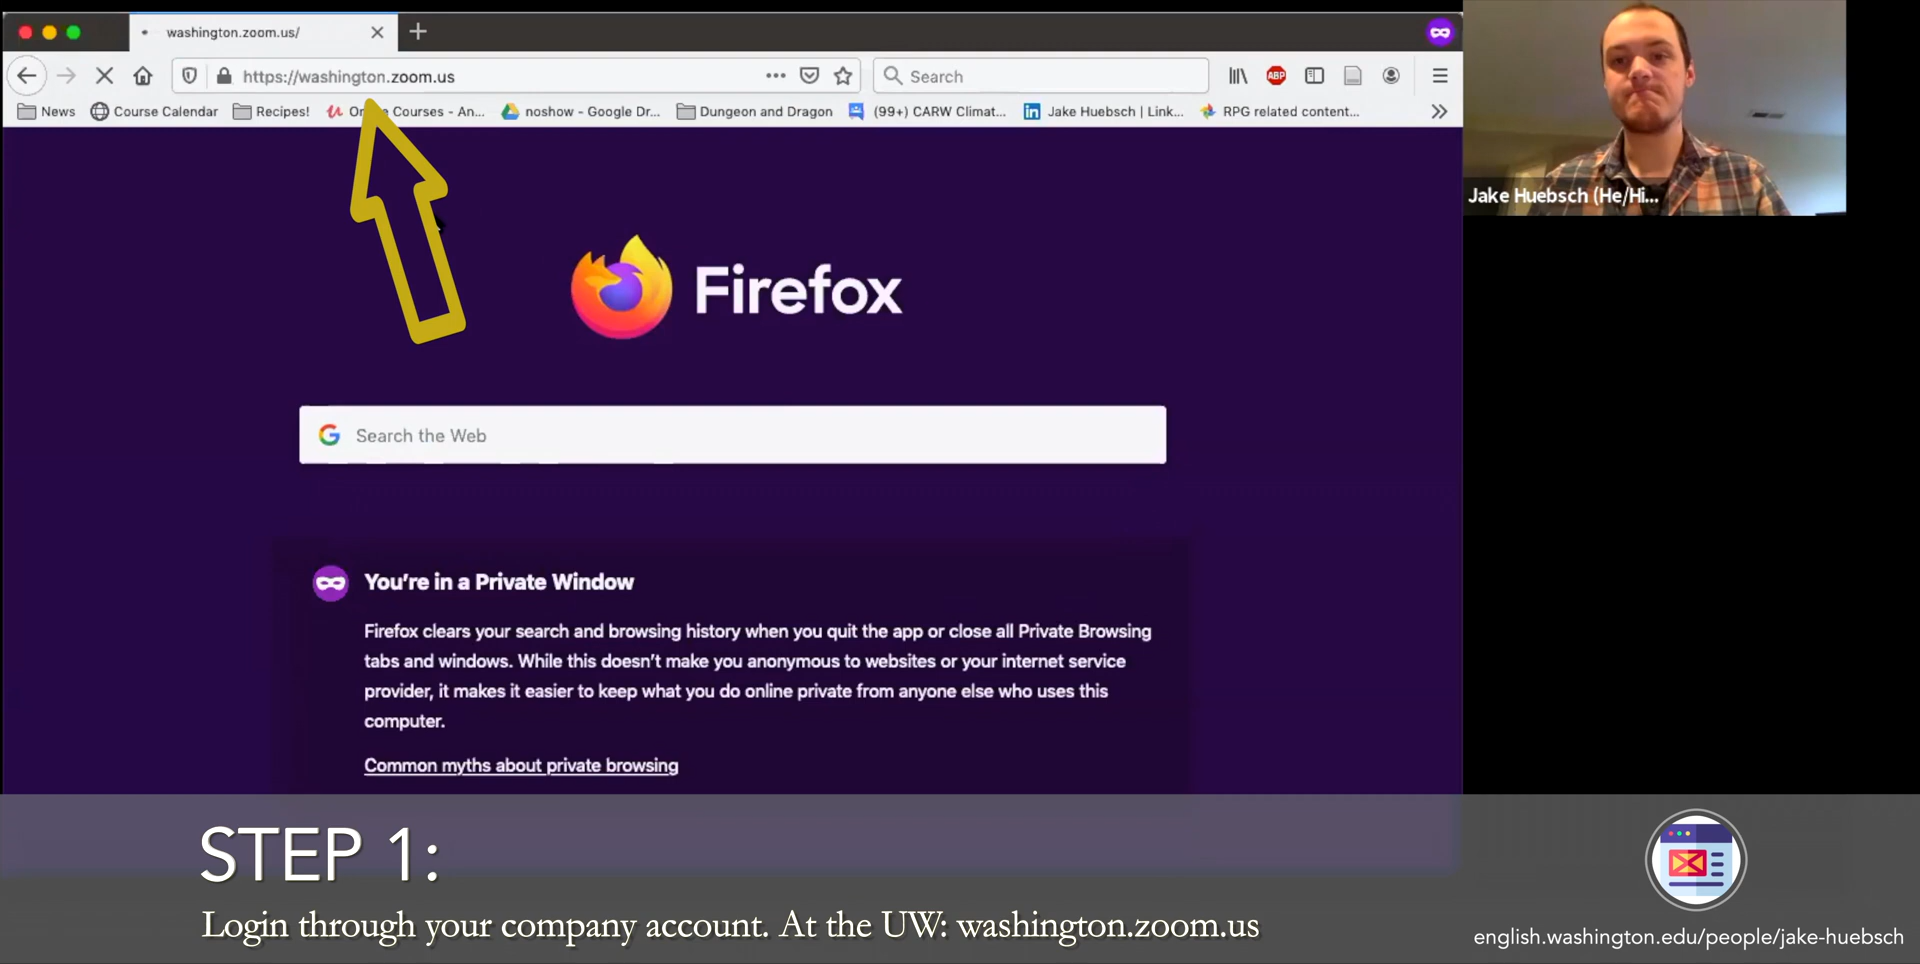 washington.zoom.us/
https://washington.zoom.us
Search
News
Course Calendar
Recipes!
Courses - An...
noshow - Google Dr...
Dungeon and Dragon
(99+) CARW Climat...
Jake Huebsch | Link...
RPG related content...
ABP
in
Jake Huebsch (He/Hi...
Firefox
Search the Web
You're in a Private Window
Firefox clears your search and browsing history when you quit the app or close all Private Browsing
tabs and windows. While this doesn't make you anonymous to websites or your internet service
provider, it makes it easier to keep what you do online private from anyone else who uses this
computer.
Common myths about private browsing
STEP 1:
Login through your company account. At the UW: washington.zoom.us
english.washington.edu/people/jake-huebsch